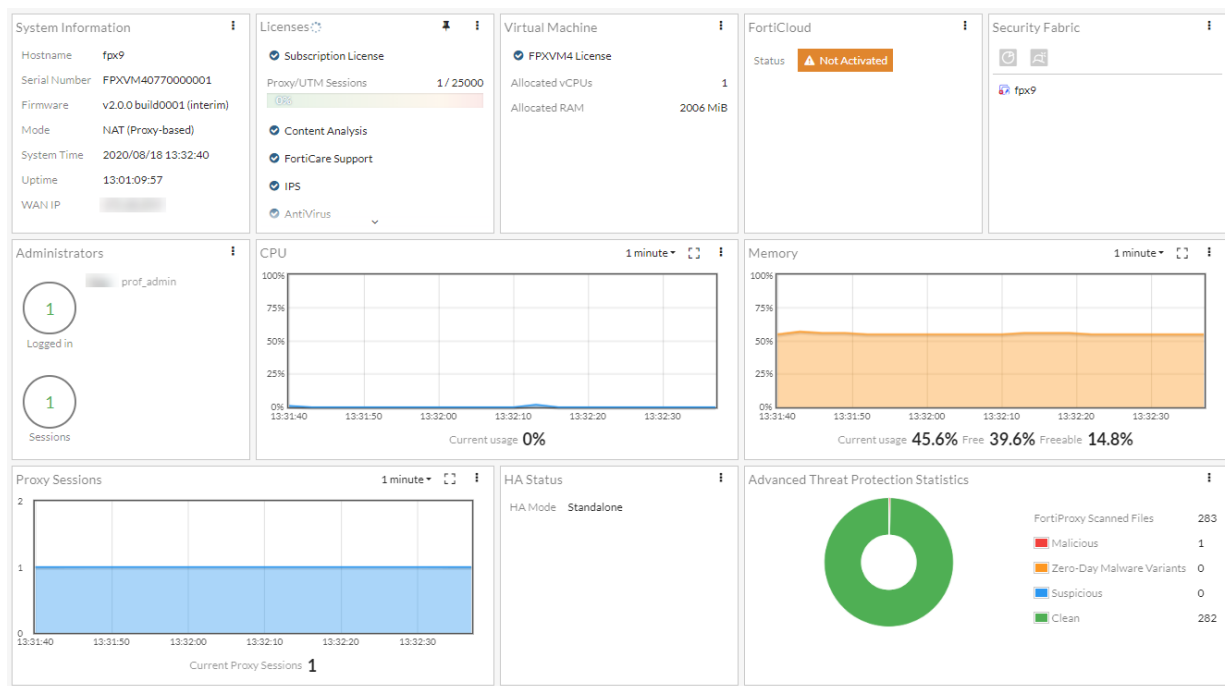 System Information
Hostname fpx9
Serial Number FPXVM40770000001
Firmware v2.0.0 build0001 (interim)
Mode NAT (Proxy-based)
System Time 2020/08/18 13:32:40
Uptime 13:01:09:57
WAN IP
Licenses
Subscription License
Proxy/UTM Sessions 1 / 25000
0%
Content Analysis
FortiCare Support
IPS
AntiVirus
Virtual Machine
FPXVM4 License
Allocated vCPUs 1
Allocated RAM 2006 MiB
FortiCloud
Status Not Activated
Security Fabric
fpx9
Administrators
prof_admin
1
Logged in
1
Sessions
CPU 1 minute
100%
75%
50%
25%
0%
13:31:40 13:31:50 13:32:00 13:32:10 13:32:20 13:32:30
Current usage 0%
Memory 1 minute
100%
75%
50%
25%
0%
13:31:40 13:31:50 13:32:00 13:32:10 13:32:20 13:32:30
Current usage 45.6% Free 39.6% Freeable 14.8%
Proxy Sessions 1 minute
2
1
0
13:31:40 13:31:50 13:32:00 13:32:10 13:32:20 13:32:30
Current Proxy Sessions 1
HA Status
HA Mode Standalone
Advanced Threat Protection Statistics
FortiProxy Scanned Files 283
Malicious 1
Zero-Day Malware Variants 0
Suspicious 0
Clean 282